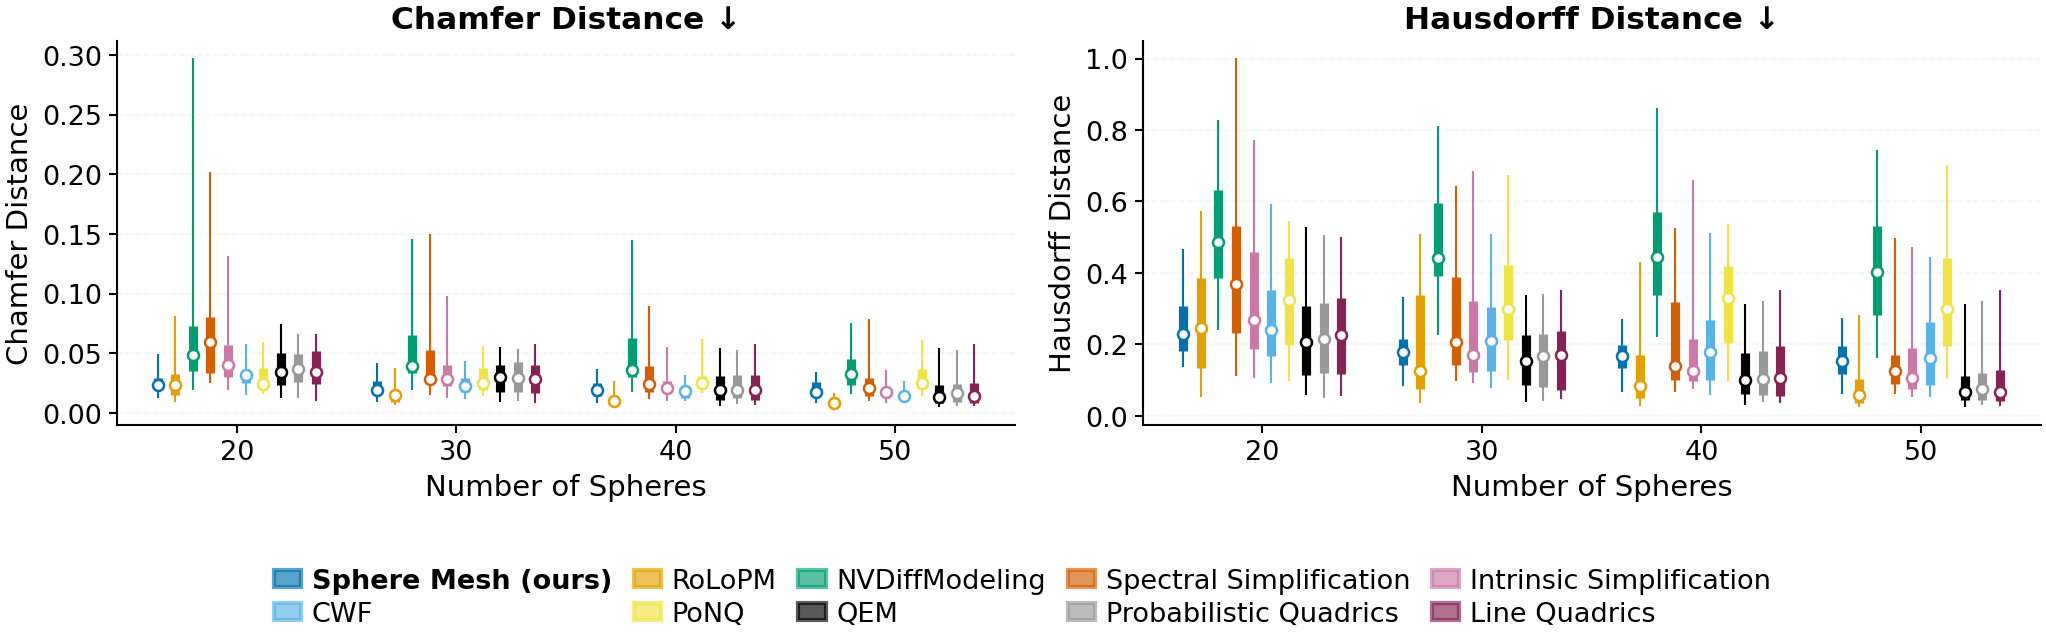 Chamfer Distance ↓
0.30
0.25
0.20
0.15
0.10
0.05
0.00
Chamfer Distance
20 30 40 50
Number of Spheres
Hausdorff Distance ↓
1.0
0.8
0.6
0.4
0.2
0.0
Hausdorff Distance
20 30 40 50
Number of Spheres
Sphere Mesh (ours) RoLoPM NVDiffModeling Spectral Simplification Intrinsic Simplification
CWF PoNQ QEM Probabilistic Quadrics Line Quadrics